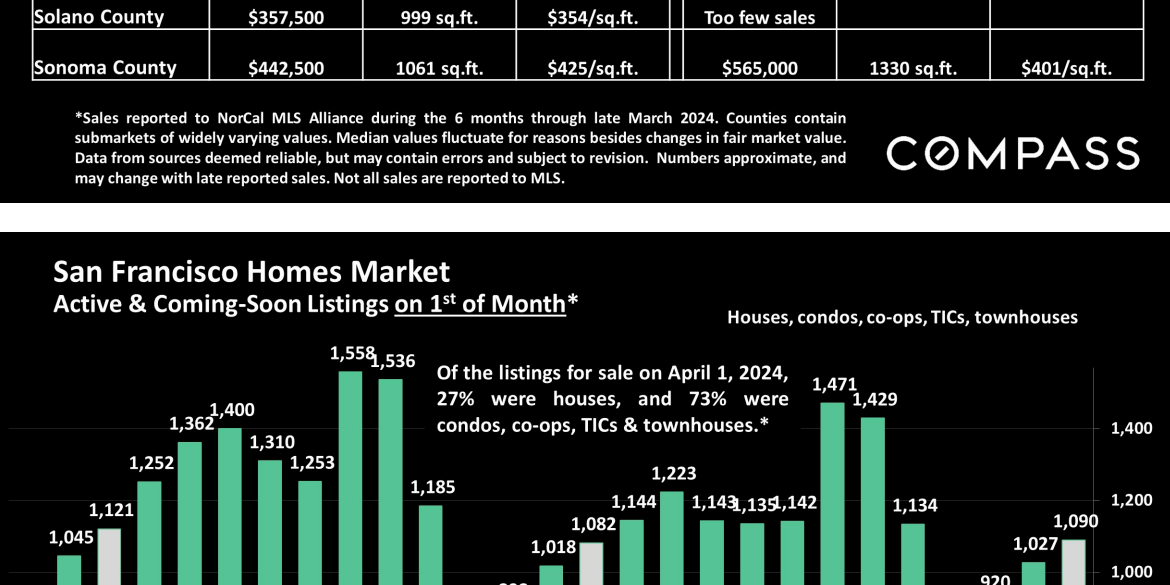 Solano County $357,500 999 sq.ft. $354/sq.ft. Too few sales
Sonoma County $442,500 1061 sq.ft. $425/sq.ft. $565,000 1330 sq.ft. $401/sq.ft.
*Sales reported to NorCal MLS Alliance during the 6 months through late March 2024. Counties contain
submarkets of widely varying values. Median values fluctuate for reasons besides changes in fair market value.
Data from sources deemed reliable, but may contain errors and subject to revision. Numbers approximate, and
may change with late reported sales. Not all sales are reported to MLS.
COMPASS
San Francisco Homes Market
Active & Coming-Soon Listings on 1st of Month*
Houses, condos, co-ops, TICs, townhouses
Of the listings for sale on April 1, 2024,
27% were houses, and 73% were
condos, co-ops, TICs & townhouses.*
1,045
1,121
1,252
1,362
1,400
1,310
1,253
1,558
1,536
1,185
1,018
1,082
1,144
1,223
1,143
1,135
1,142
1,471
1,429
1,134
920
1,027
1,090
1,400
1,200
1,000